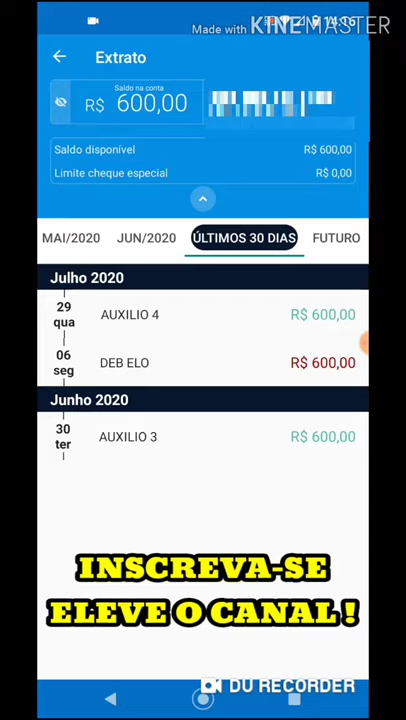 Made with KINEMASTER
14:16
Extrato
Saldo na conta
R$ 600,00
Saldo disponível R$ 600,00
Limite cheque especial R$ 0,00
MAI/2020 JUN/2020 ÚLTIMOS 30 DIAS FUTURO
Julho 2020
29 qua AUXILIO 4 R$ 600,00
06 seg DEB ELO R$ 600,00
Junho 2020
30 ter AUXILIO 3 R$ 600,00
INSCREVA-SE
ELEVE O CANAL !
DU RECORDER